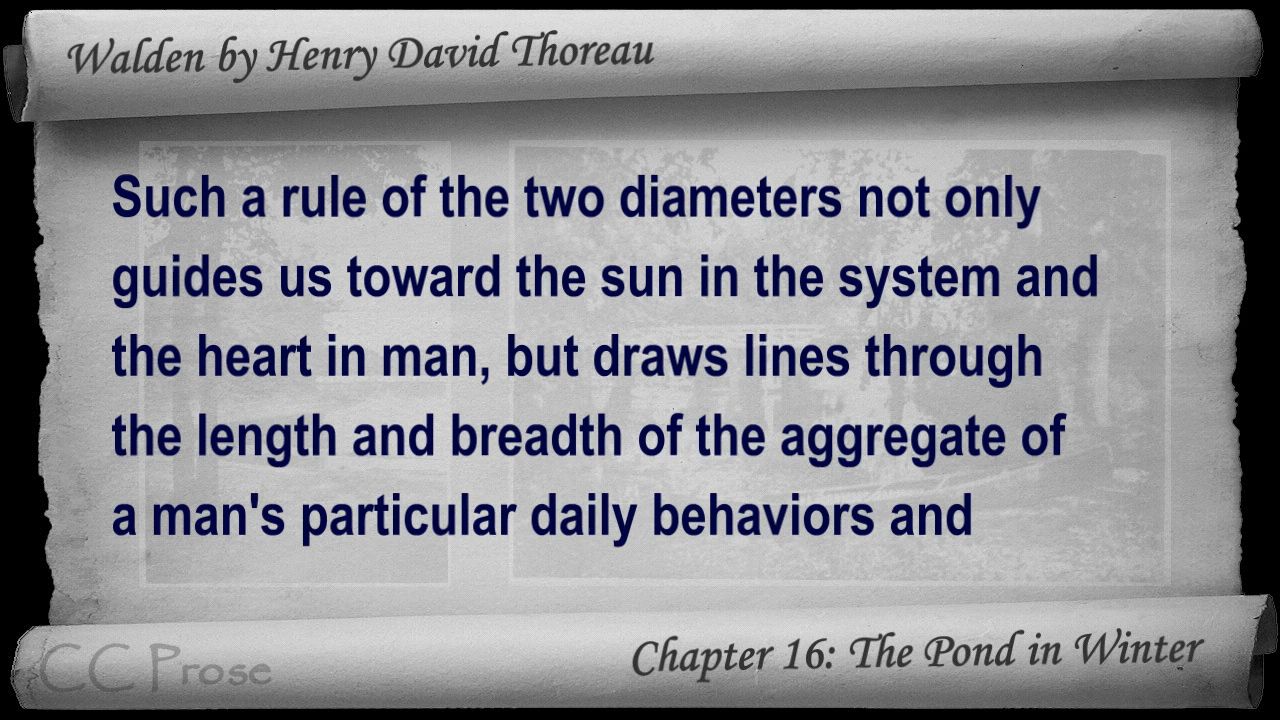 Walden by Henry David Thoreau
Such a rule of the two diameters not only
guides us toward the sun in the system and
the heart in man, but draws lines through
the length and breadth of the aggregate of
a man's particular daily behaviors and
CC Prose
Chapter 16: The Pond in Winter